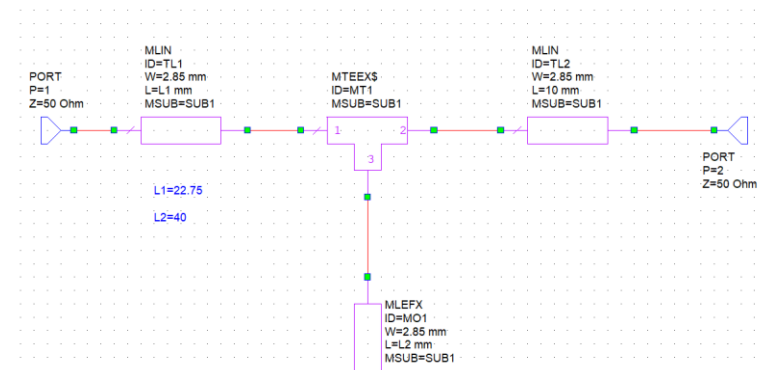 PORT
P=1
Z=50 Ohm
MLIN
ID=TL1
W=2.85 mm
L=L1 mm
MSUB=SUB1
MTEEX$
ID=MT1
MSUB=SUB1
MLIN
ID=TL2
W=2.85 mm
L=10 mm
MSUB=SUB1
1
2
3
PORT
P=2
Z=50 Ohm
L1=22.75
L2=40
MLEFX
ID=MO1
W=2.85 mm
L=L2 mm
MSUB=SUB1